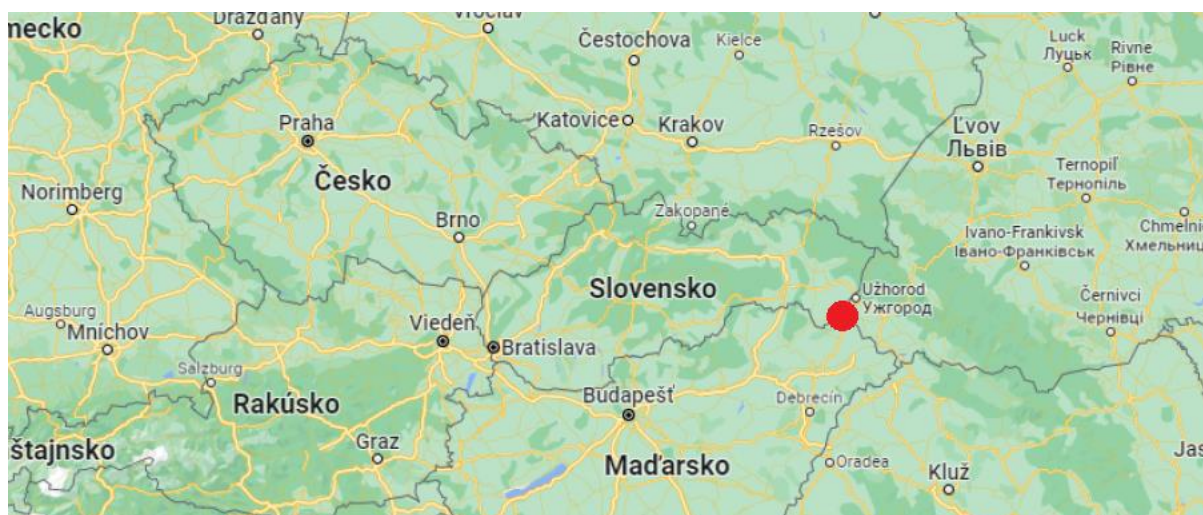 mecko
Drážďany
Vroclav
Čestochova
Kielce
Luck
Луцьк
Rivne
Рівне
Praha
Katovice
Krakov
Rzešov
Ľvov
Львів
Česko
Ternopiľ
Тернопіль
Norimberg
Brno
Zakopané
Ivano-Frankivsk
Івано-Франківськ
Chmelni
Хмельниц
Slovensko
Užhorod
Ужгород
Černivci
Чернівці
Augsburg
Mníchov
Viedeň
Bratislava
Salzburg
Rakúsko
Budapešť
Debrecín
Graz
štajnsko
Maďarsko
Oradea
Kluž
Jas